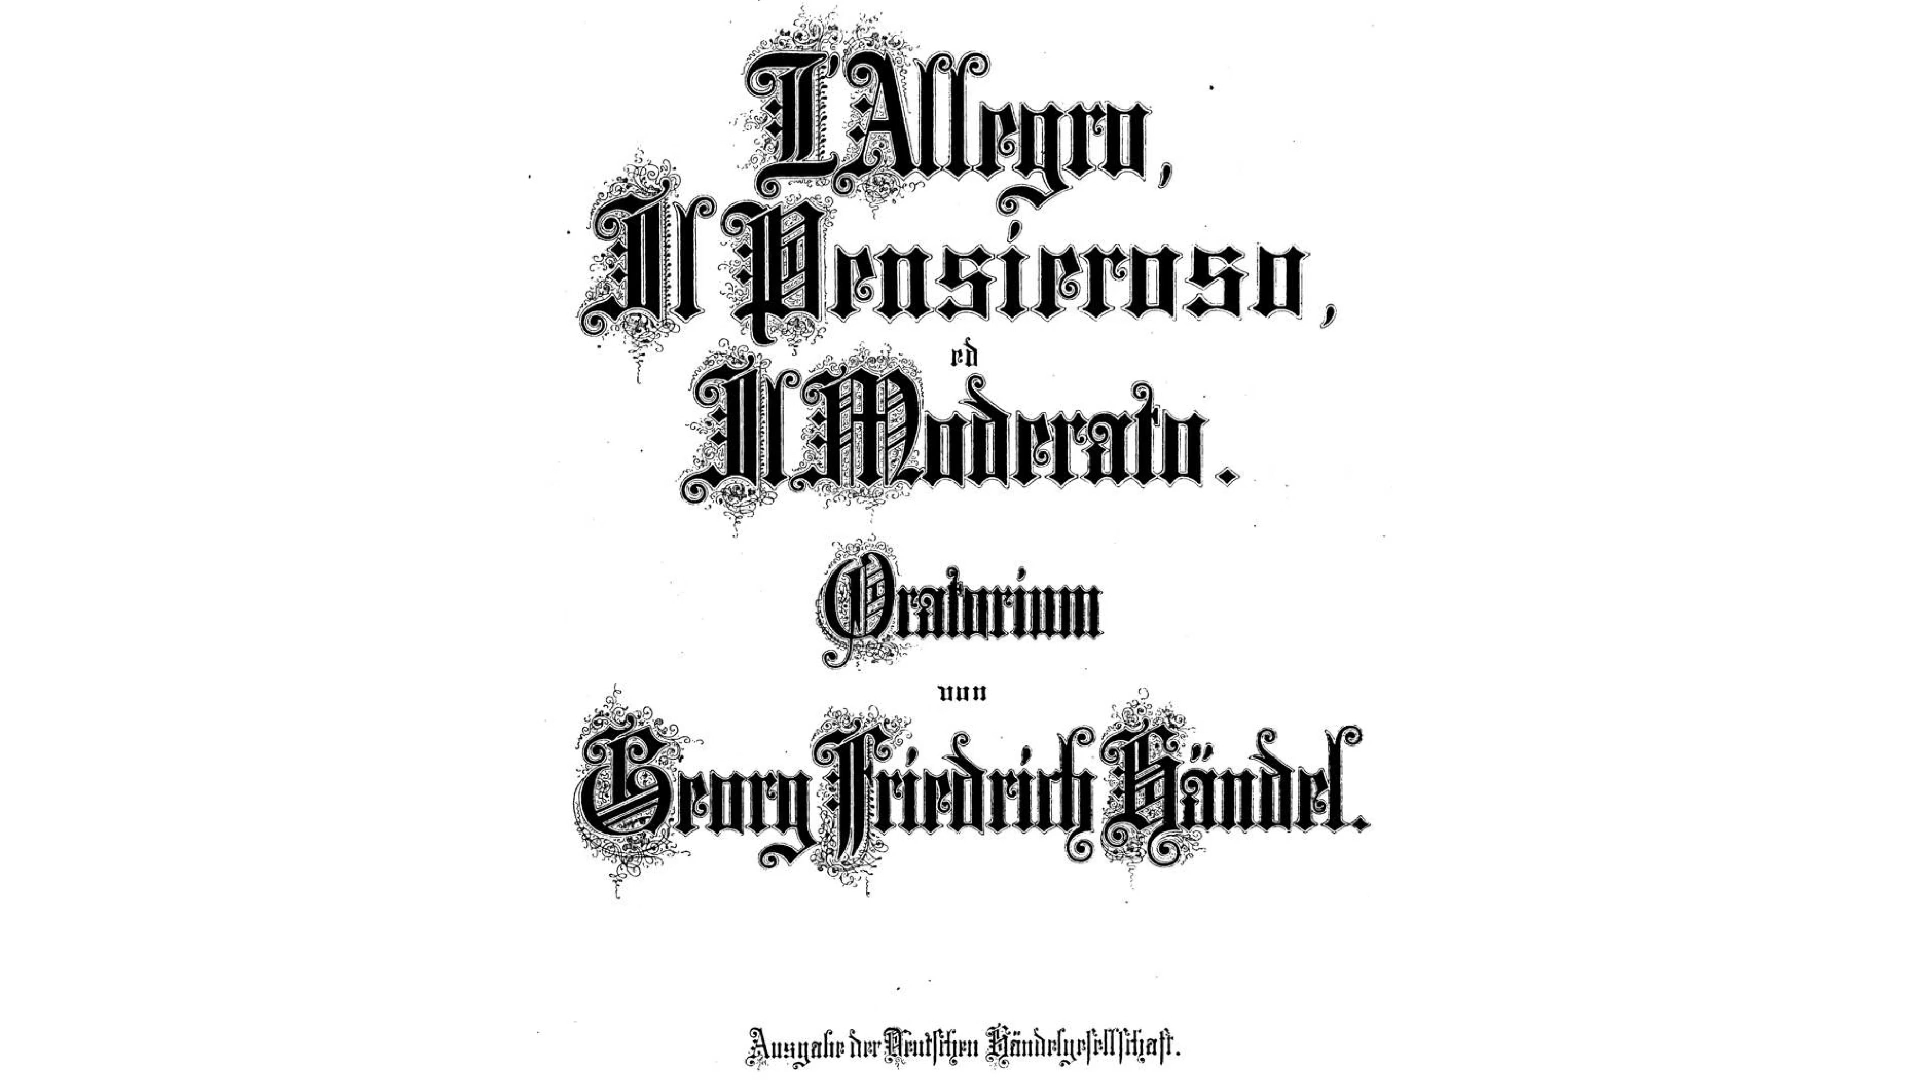 L'Allegro,
Il Pensieroso,
ed
Il Moderato.
Oratorium
von
Georg Friedrich Händel.
Ausgabe der Deutschen Händelgesellschaft.